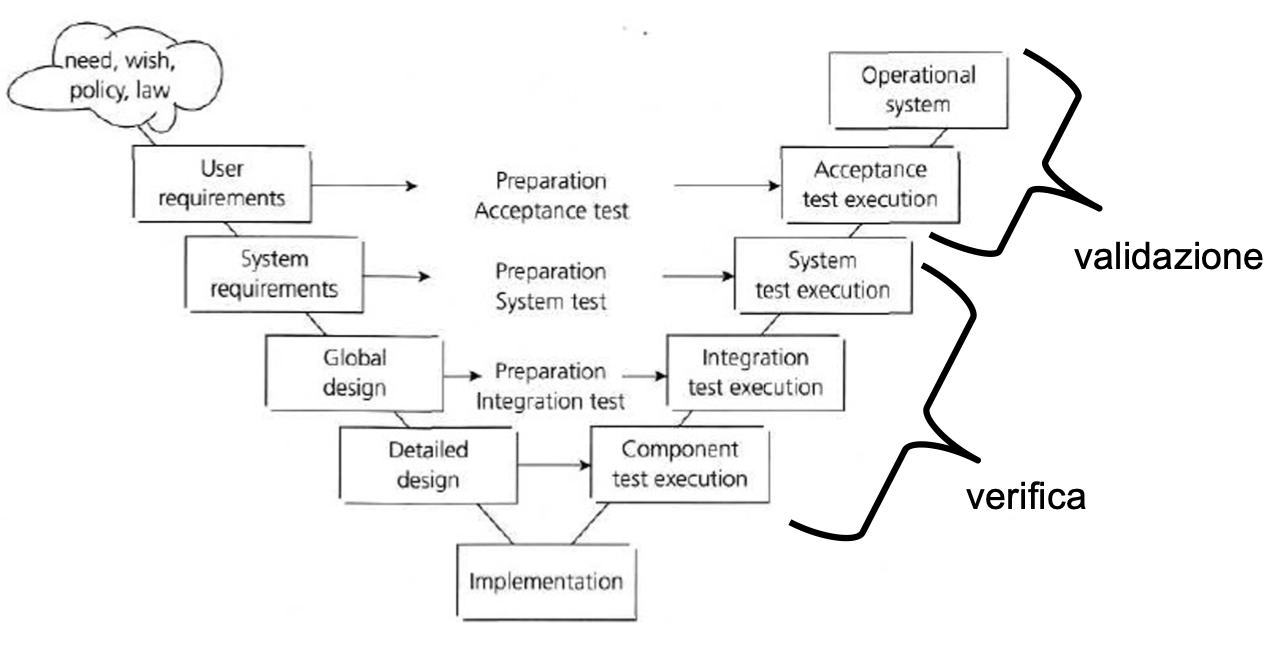 need, wish,
policy, law
Operational
system
User
requirements
Preparation
Acceptance test
Acceptance
test execution
validazione
System
requirements
Preparation
System test
System
test execution
Global
design
Preparation
Integration test
Integration
test execution
Detailed
design
Component
test execution
verifica
Implementation